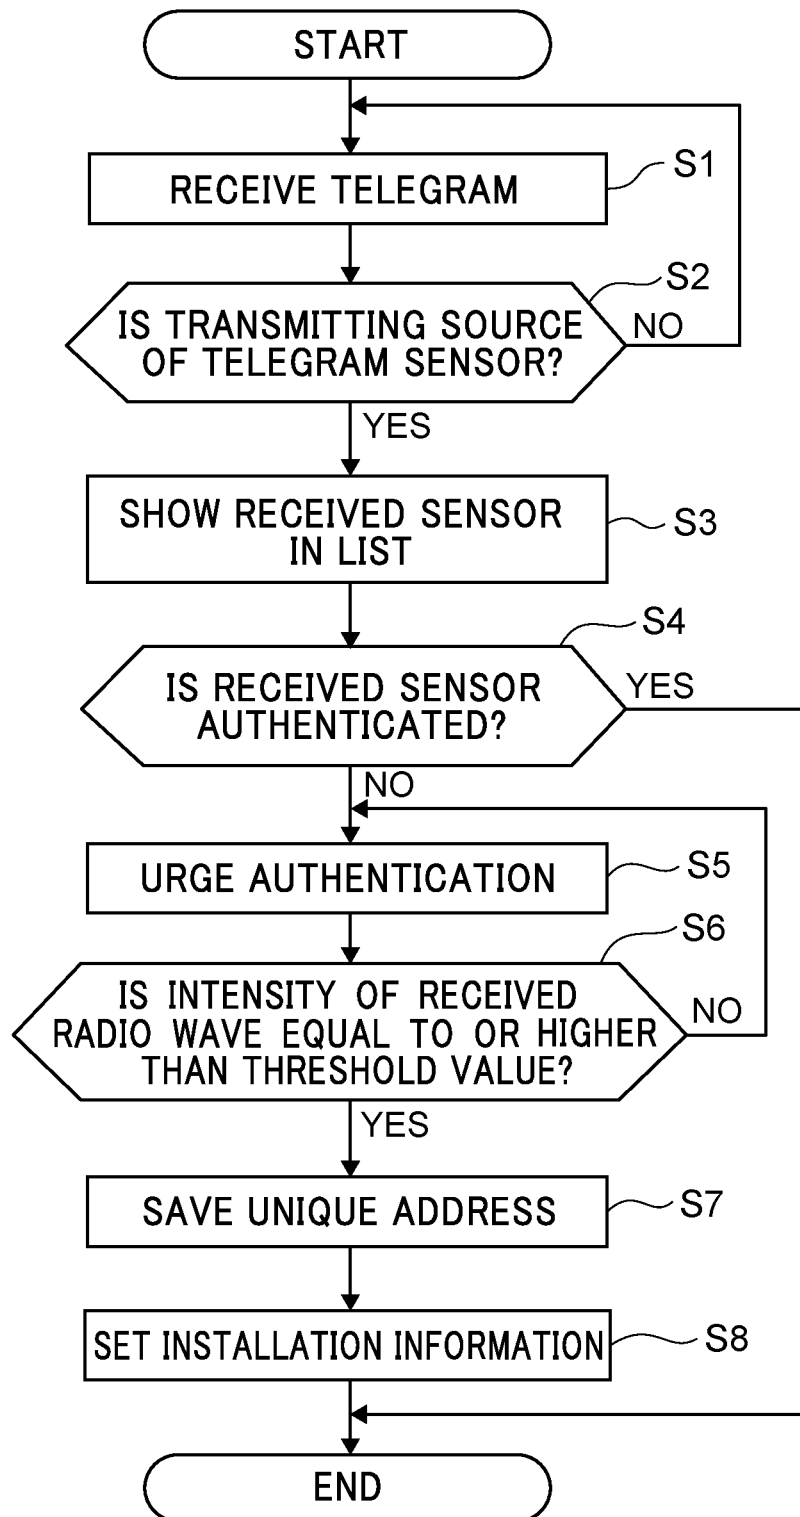 START
RECEIVE TELEGRAM
S1
S2
IS TRANSMITTING SOURCE
OF TELEGRAM SENSOR?
NO
YES
SHOW RECEIVED SENSOR
IN LIST
S3
S4
IS RECEIVED SENSOR
AUTHENTICATED?
YES
NO
URGE AUTHENTICATION
S5
S6
IS INTENSITY OF RECEIVED
RADIO WAVE EQUAL TO OR HIGHER
THAN THRESHOLD VALUE?
NO
YES
SAVE UNIQUE ADDRESS
S7
SET INSTALLATION INFORMATION
S8
END